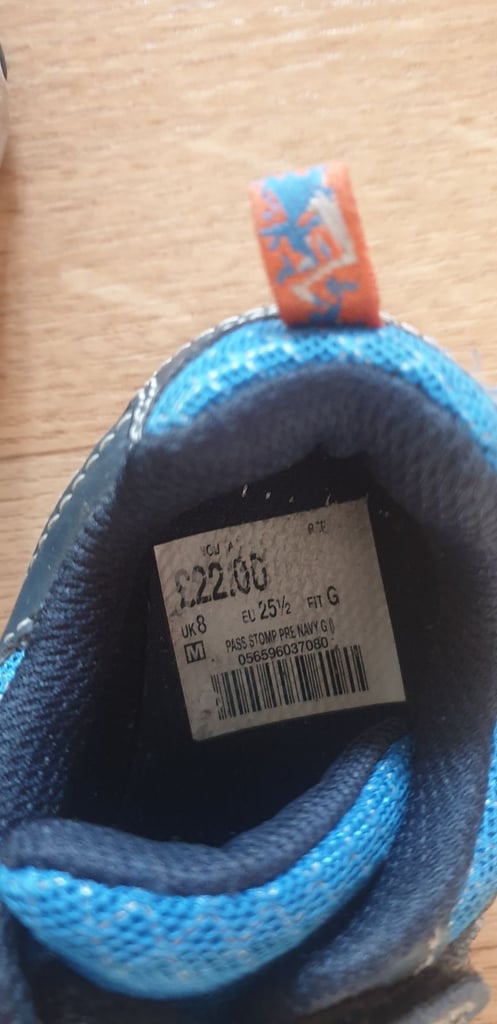 £22.00
UK 8 EU 25½ FIT G
M PASS STOMP PRE NAVY G ()
056596037080